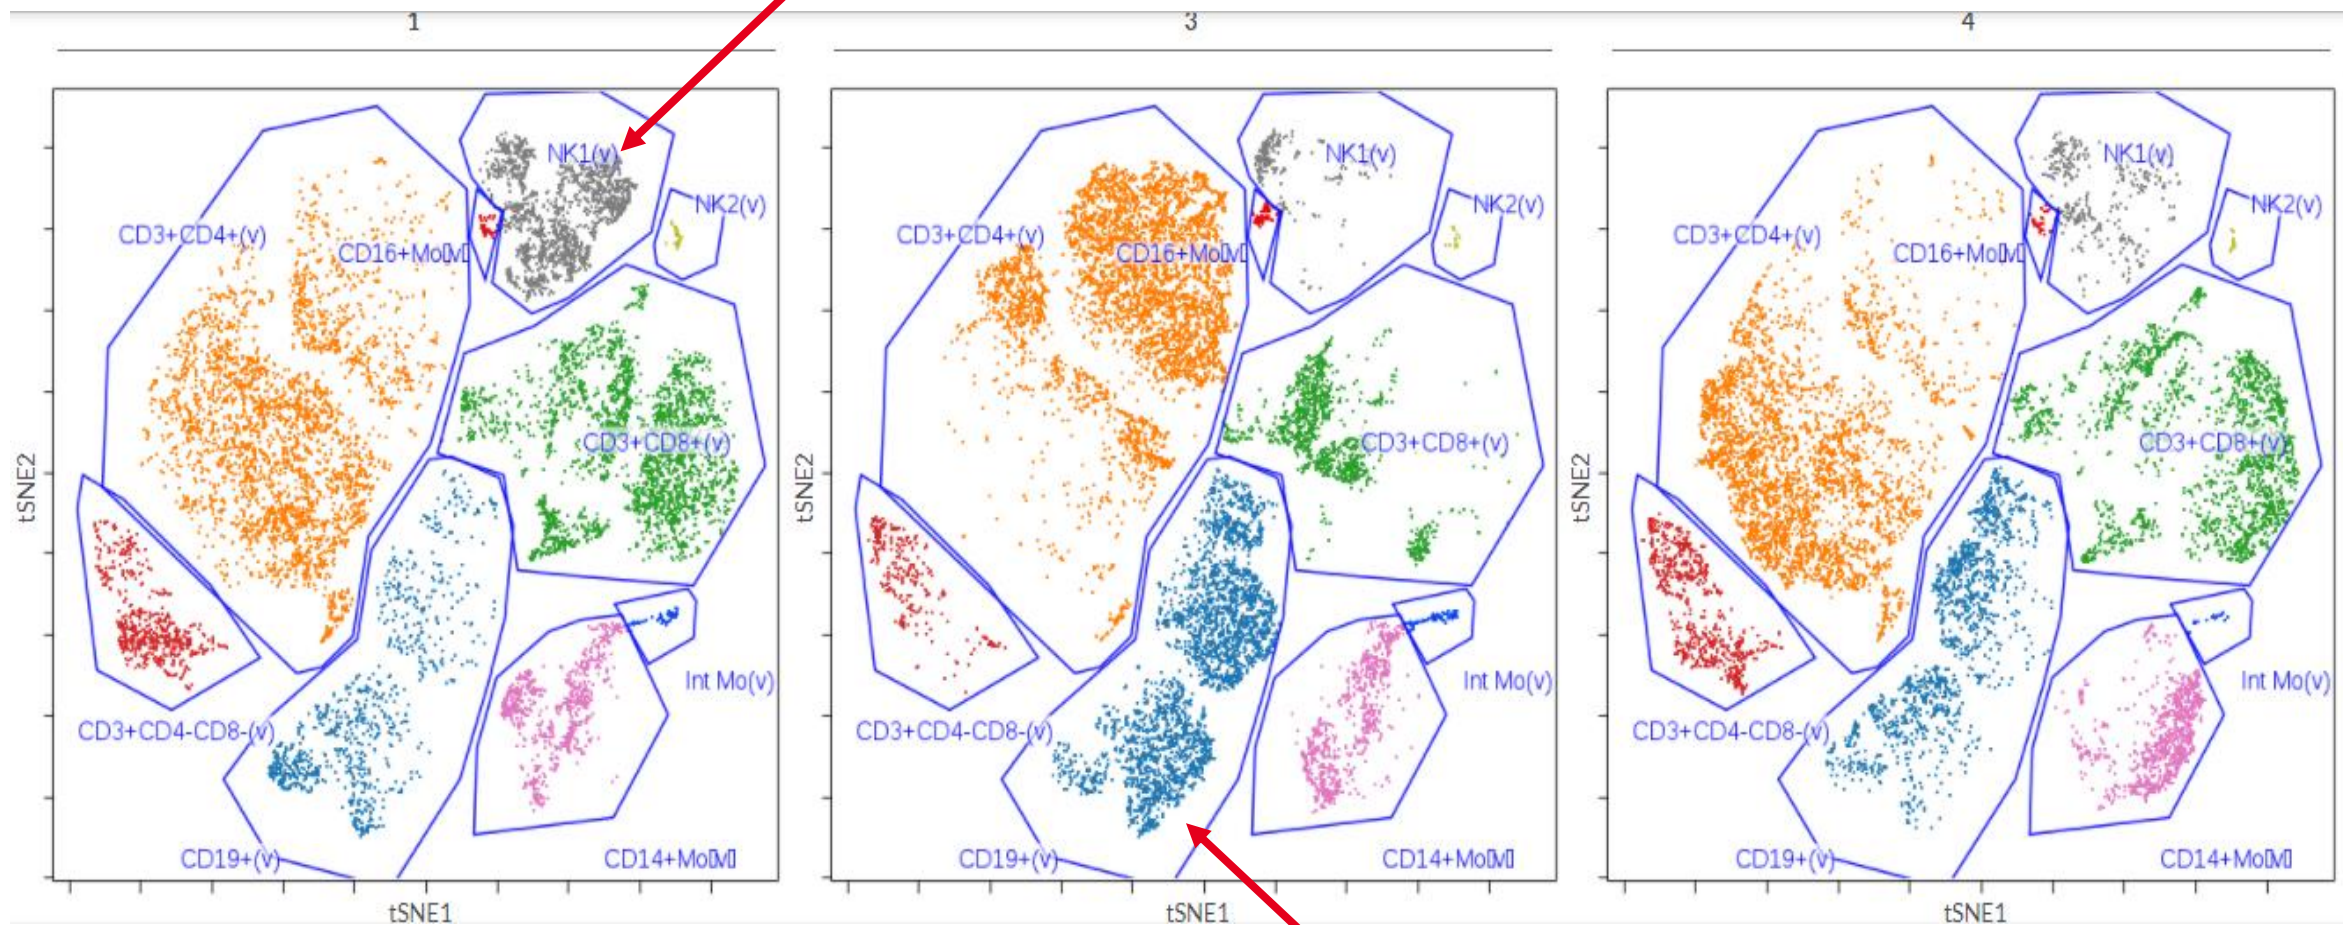 1
3
4
NK1(v)
NK2(v)
CD3+CD4+(v)
CD16+Mo▯v▯
CD3+CD8+(v)
tSNE2
Int Mo(v)
CD3+CD4-CD8-(v)
CD19+(v)
CD14+Mo▯v▯
tSNE1
NK1(v)
NK2(v)
CD3+CD4+(v)
CD16+Mo▯v▯
CD3+CD8+(v)
tSNE2
Int Mo(v)
CD3+CD4-CD8-(v)
CD19+(v)
CD14+Mo▯v▯
tSNE1
NK1(v)
NK2(v)
CD3+CD4+(v)
CD16+Mo▯v▯
CD3+CD8+(v)
tSNE2
Int Mo(v)
CD3+CD4-CD8-(v)
CD19+(v)
CD14+Mo▯v▯
tSNE1